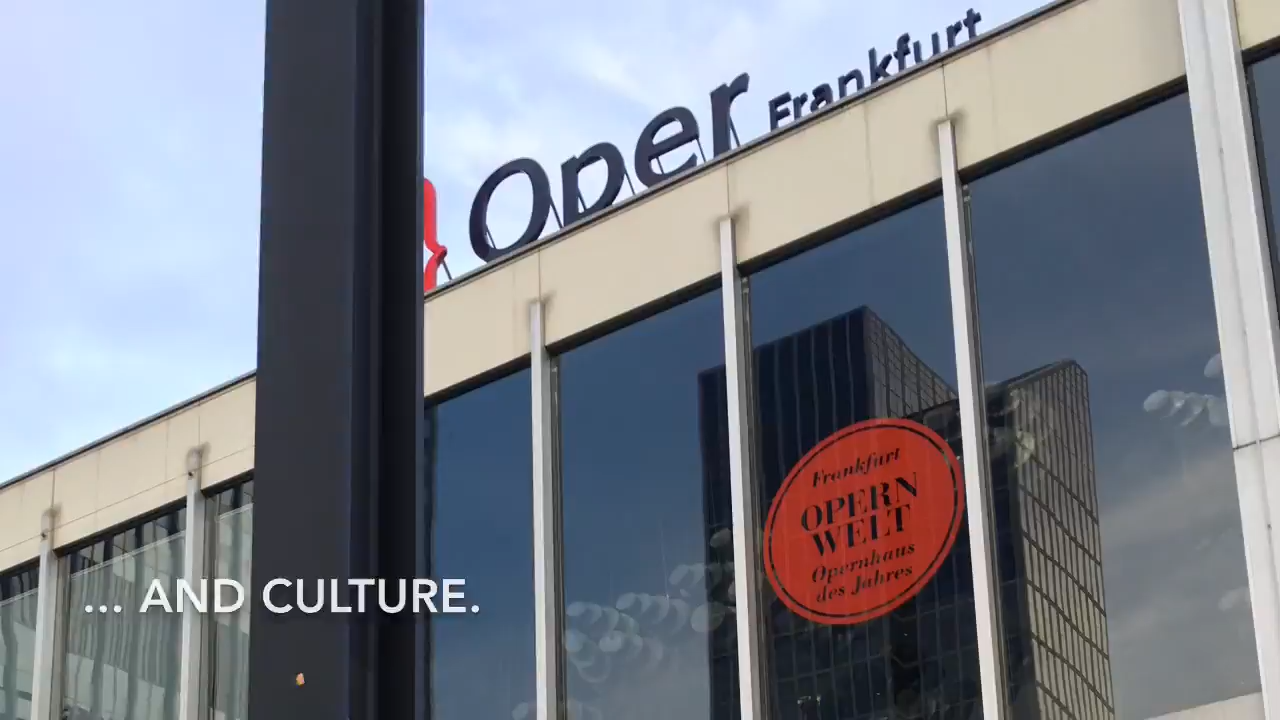 Oper Frankfurt
Frankfurt
OPERN
WELT
Opernhaus
des Jahres
... AND CULTURE.